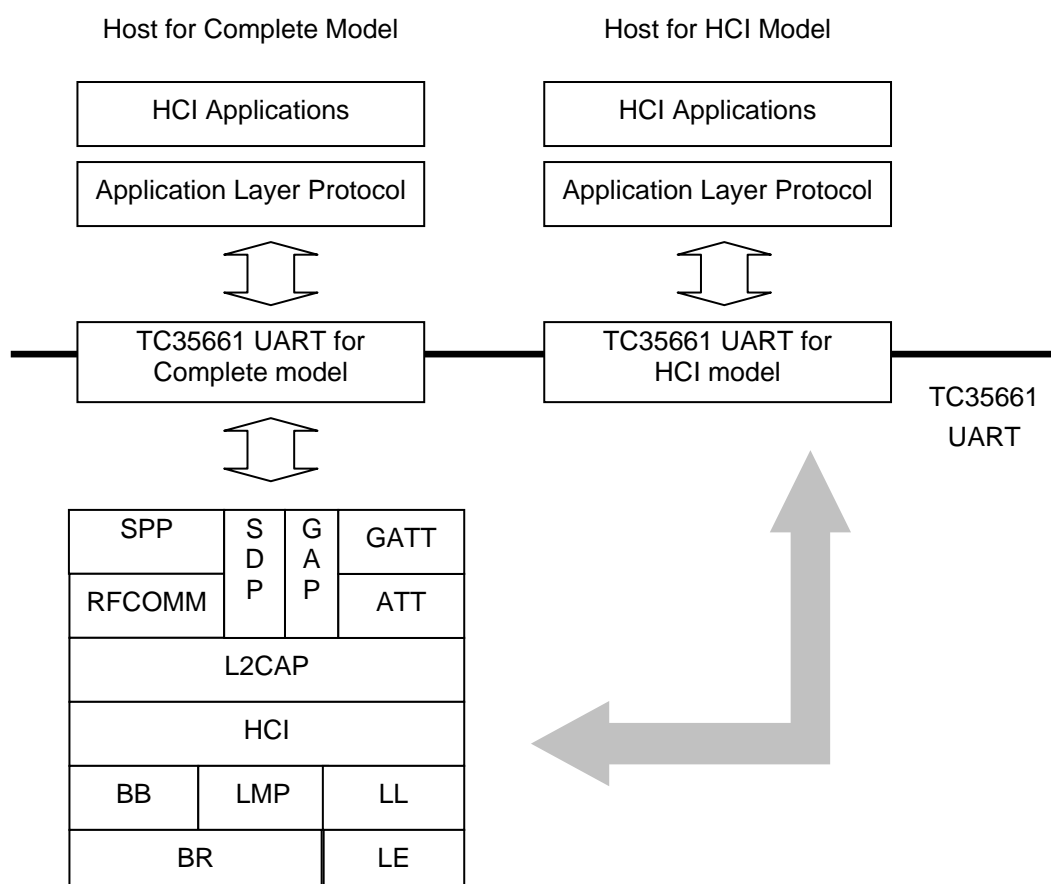 Host for Complete Model
Host for HCI Model
HCI Applications
HCI Applications
Application Layer Protocol
Application Layer Protocol
TC35661 UART for
Complete model
TC35661 UART for
HCI model
TC35661
UART
SPP
SDP
GAP
GATT
RFCOMM
ATT
L2CAP
HCI
BB
LMP
LL
BR
LE